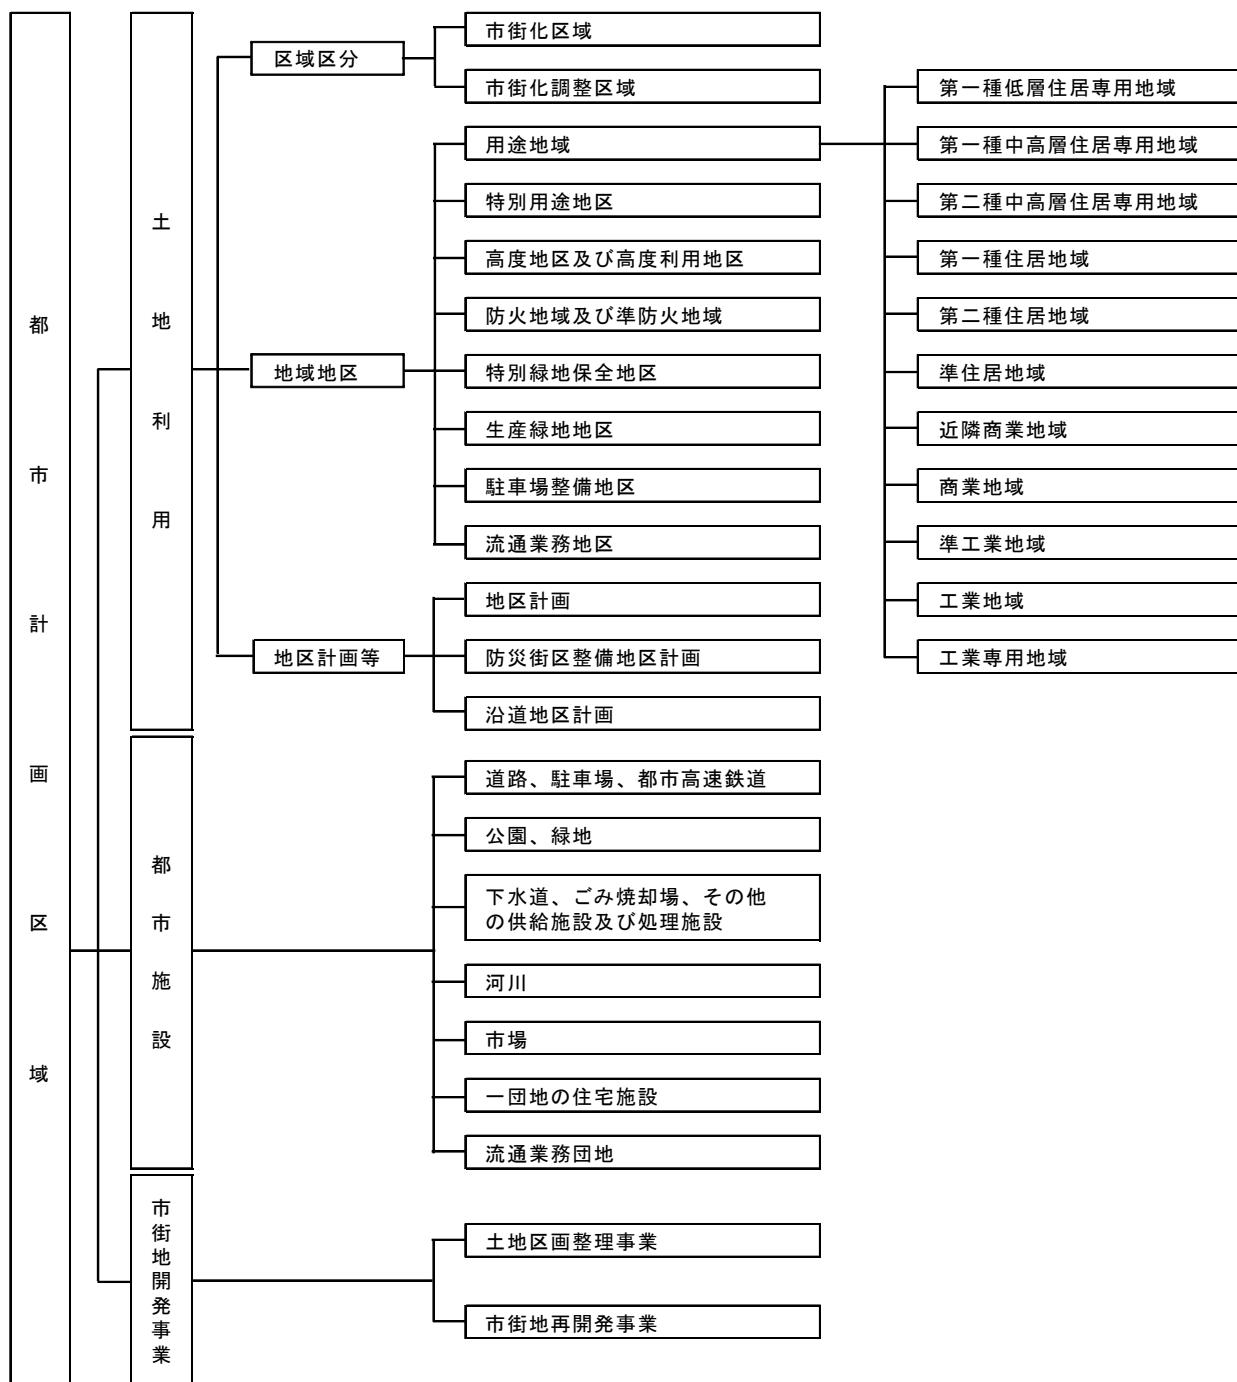 都市計画区域
土地利用
区域区分
市街化区域
市街化調整区域
地域地区
用途地域
第一種低層住居専用地域
第一種中高層住居専用地域
第二種中高層住居専用地域
第一種住居地域
第二種住居地域
準住居地域
近隣商業地域
商業地域
準工業地域
工業地域
工業専用地域
特別用途地区
高度地区及び高度利用地区
防火地域及び準防火地域
特別緑地保全地区
生産緑地地区
駐車場整備地区
流通業務地区
地区計画等
地区計画
防災街区整備地区計画
沿道地区計画
都市施設
道路、駐車場、都市高速鉄道
公園、緑地
下水道、ごみ焼却場、その他
の供給施設及び処理施設
河川
市場
一団地の住宅施設
流通業務団地
市街地開発事業
土地区画整理事業
市街地再開発事業